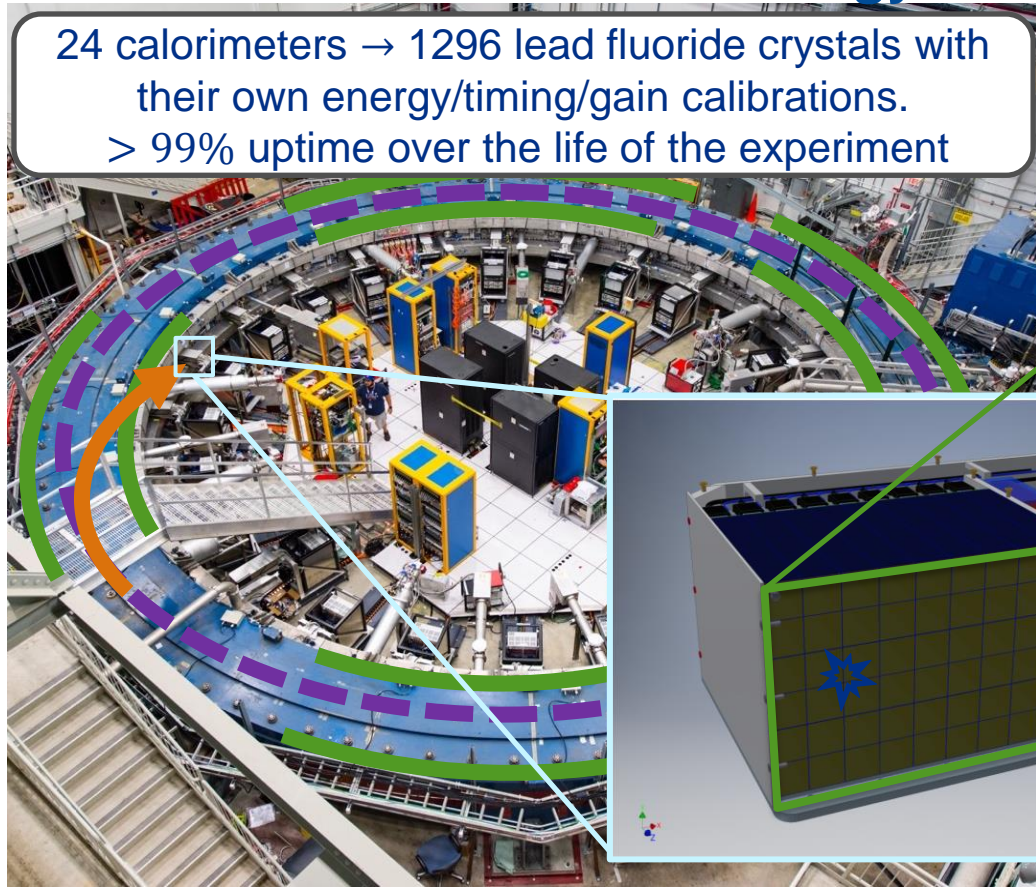 gy
24 calorimeters → 1296 lead fluoride crystals with
their own energy/timing/gain calibrations.
> 99% uptime over the life of the experiment